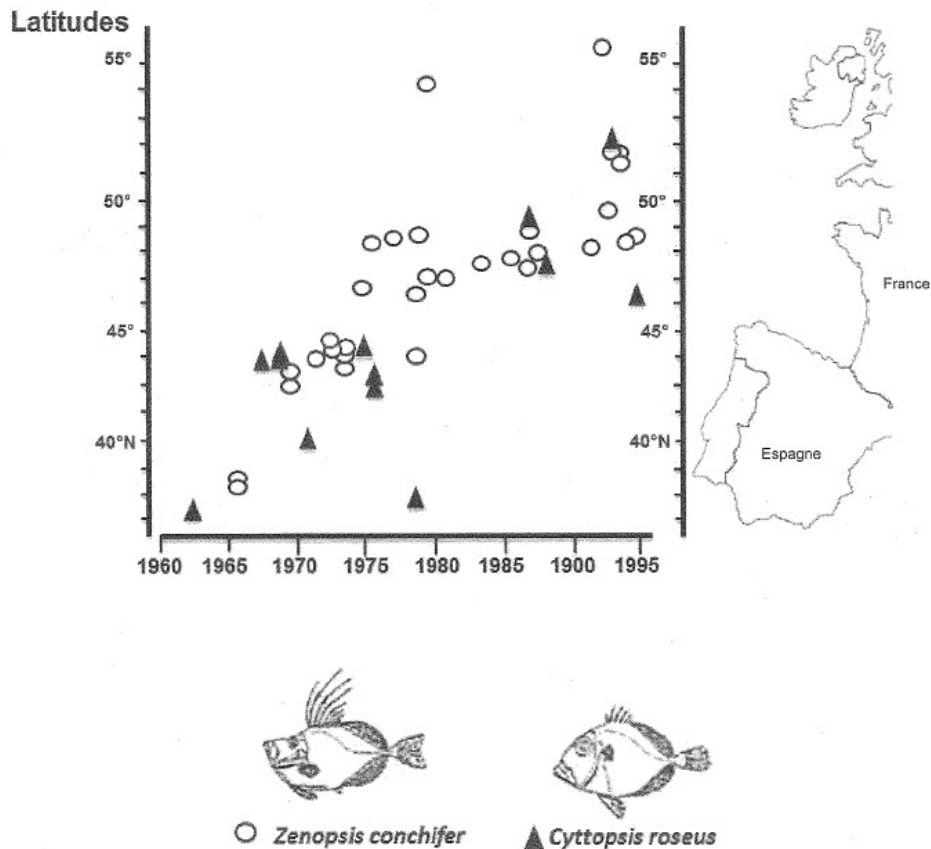 Latitudes
55° 55°
50° 50°
France
45° 45°
40°N 40°N
Espagne
1960 1965 1970 1975 1980 1985 1900 1995
Zenopsis conchifer Cyttopsis roseus